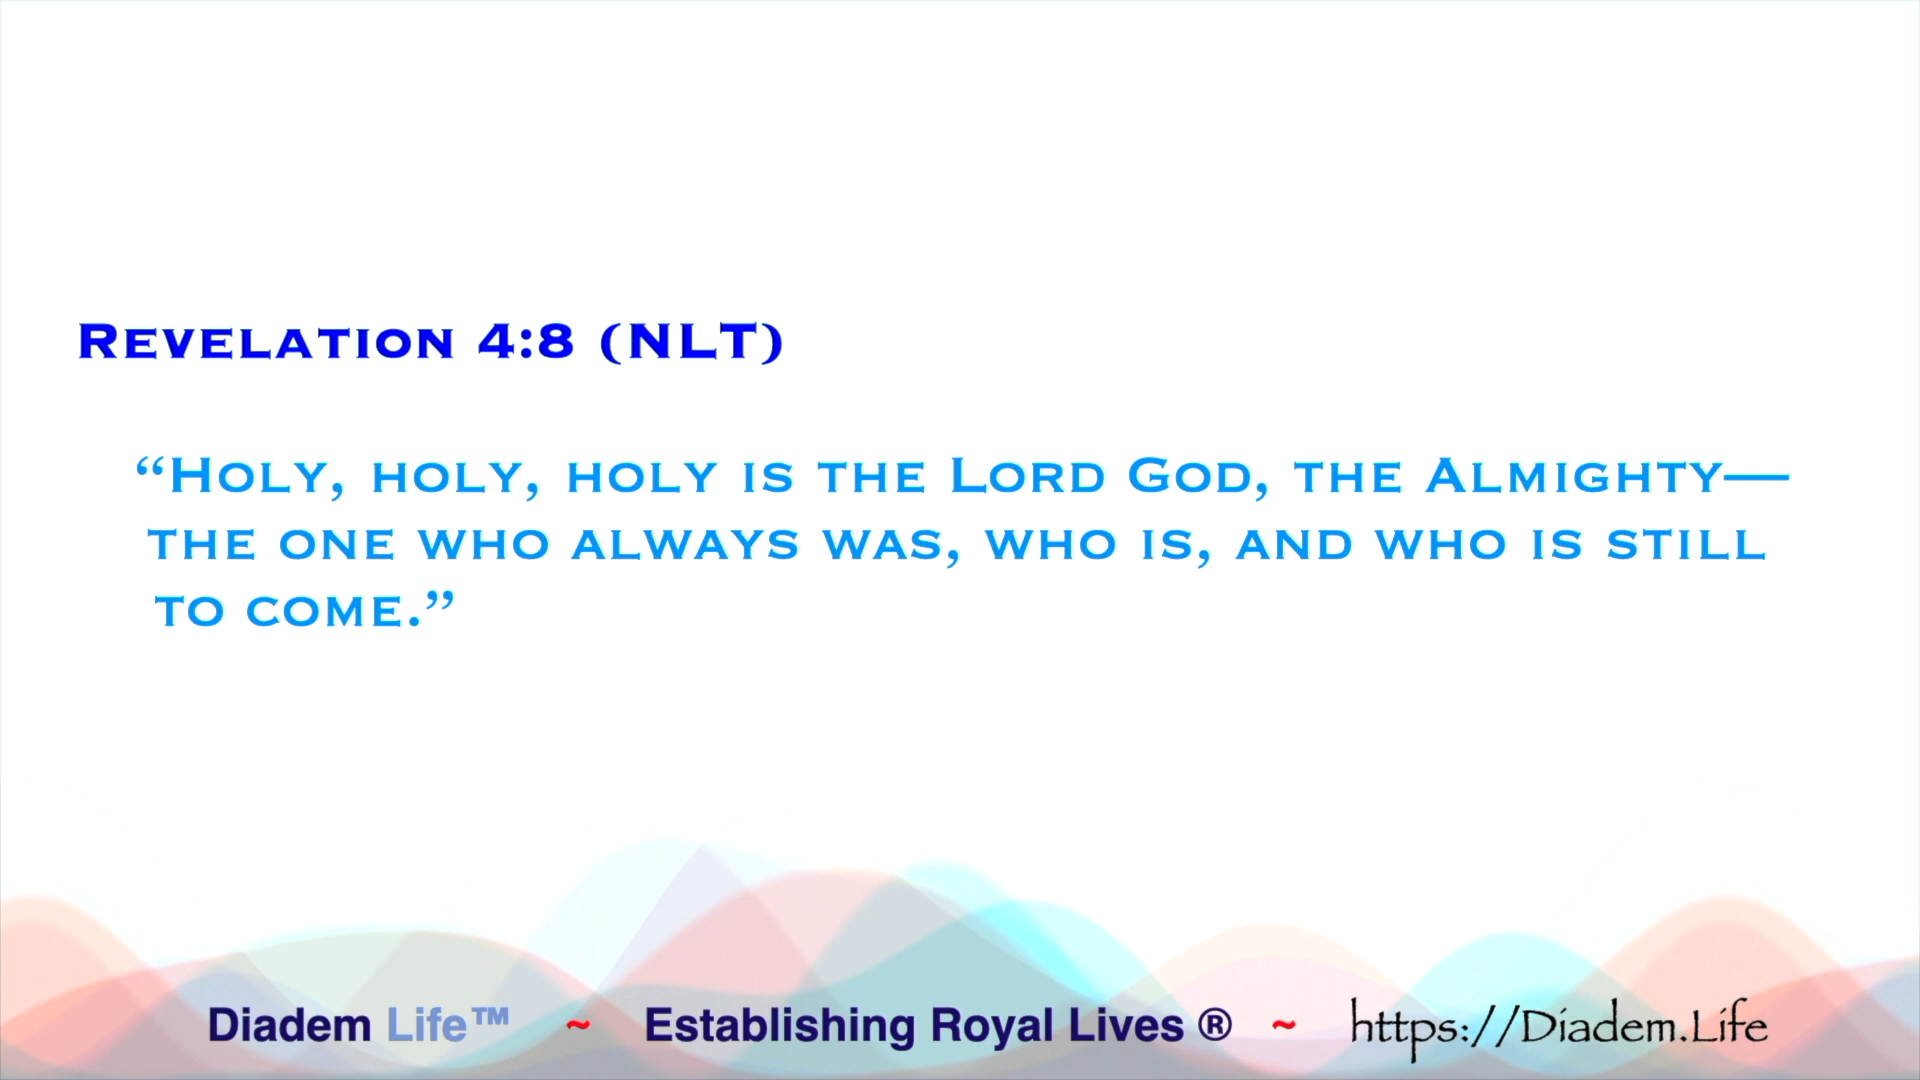 Revelation 4:8 (NLT)
“Holy, holy, holy is the Lord God, the Almighty—
the one who always was, who is, and who is still
to come.”
Diadem Life™ ~ Establishing Royal Lives ® ~ https://Diadem.Life